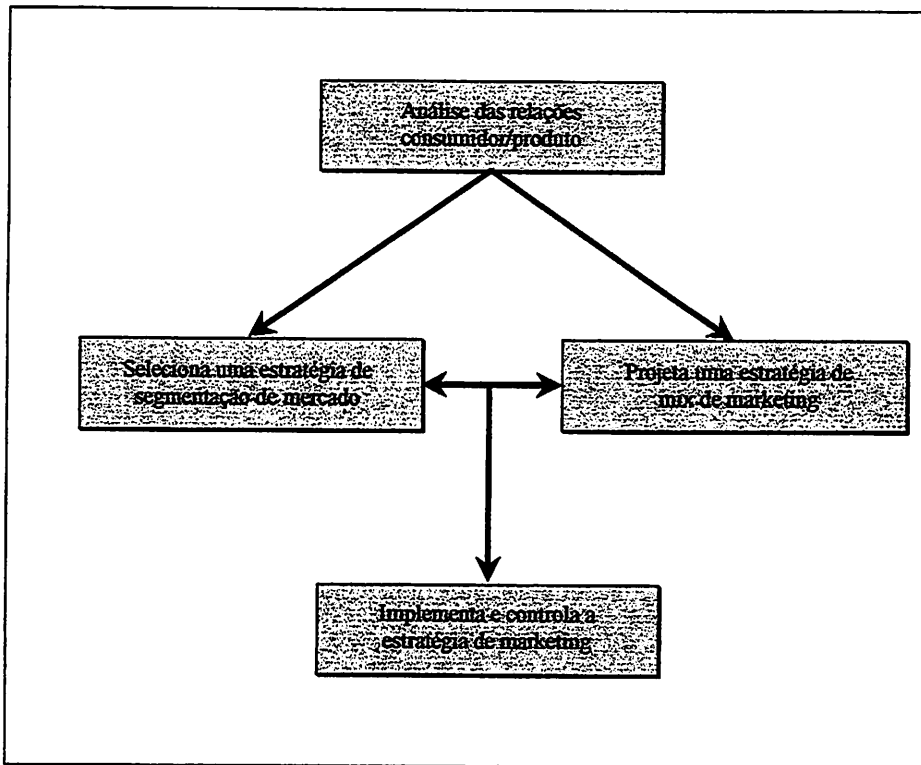 Análise das relações
consumidor/produto
Seleciona uma estratégia de
segmentação de mercado
Projeta uma estratégia de
mix de marketing
Implementa e controla a
estratégia de marketing